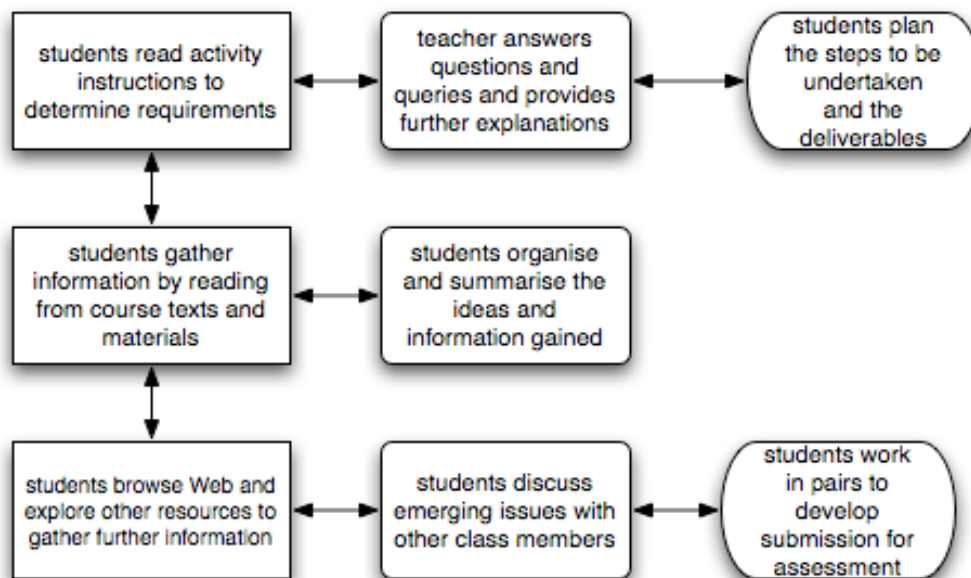 students read activity
instructions to
determine requirements
teacher answers
questions and
queries and provides
further explanations
students plan
the steps to be
undertaken
and the
deliverables
students gather
information by reading
from course texts and
materials
students organise
and summarise the
ideas and
information gained
students browse Web and
explore other resources to
gather further information
students discuss
emerging issues with
other class members
students work
in pairs to
develop
submission for
assessment